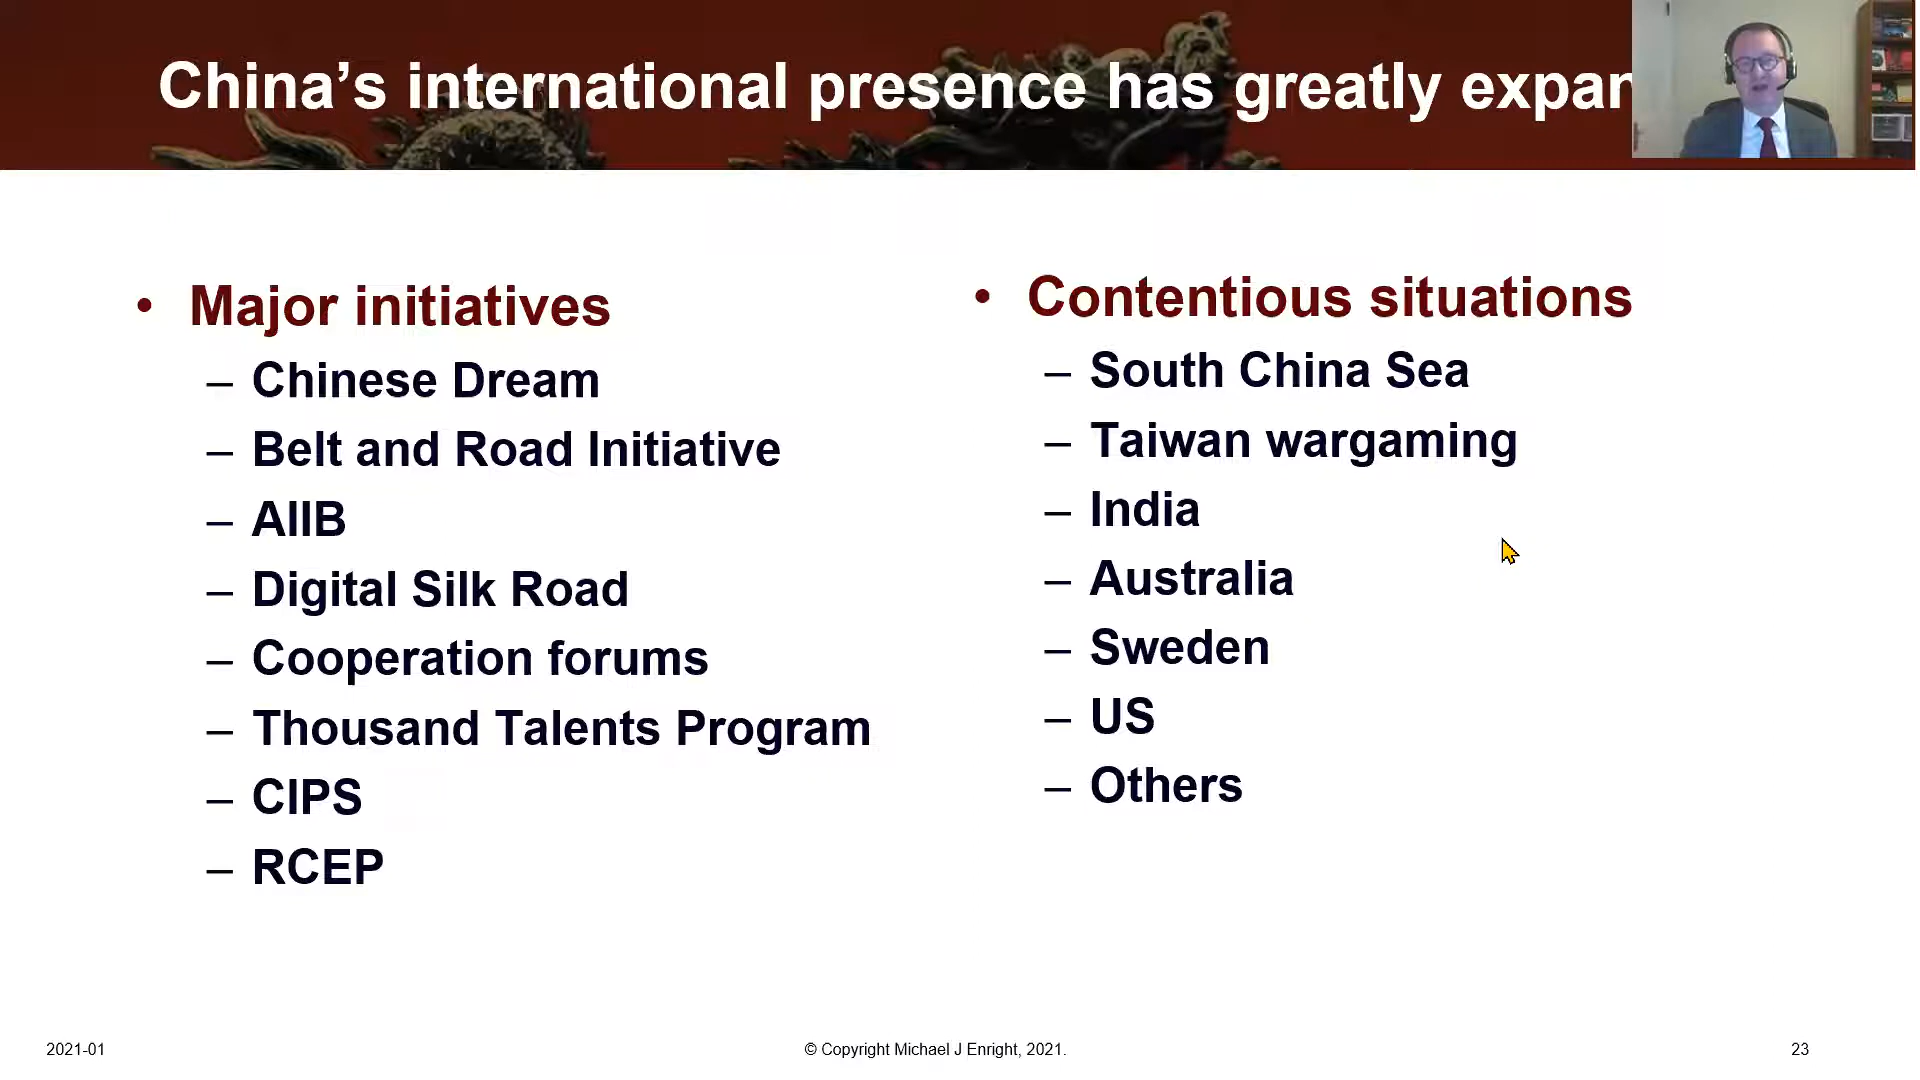 China’s international presence has greatly expan
• Major initiatives
– Chinese Dream
– Belt and Road Initiative
– AIIB
– Digital Silk Road
– Cooperation forums
– Thousand Talents Program
– CIPS
– RCEP
• Contentious situations
– South China Sea
– Taiwan wargaming
– India
– Australia
– Sweden
– US
– Others
2021-01
© Copyright Michael J Enright, 2021.
23